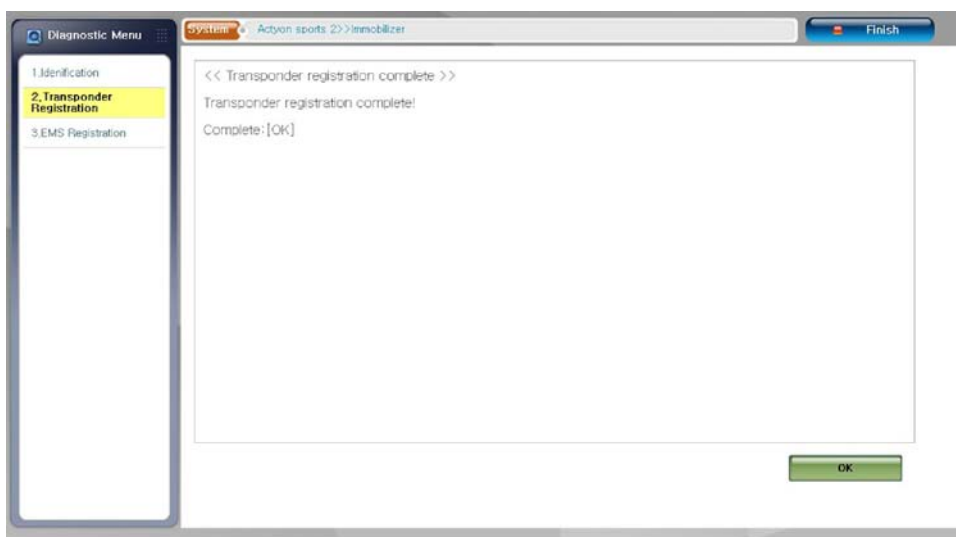 Diagnostic Menu
System
Actyon sports 2>>Immobilizer
Finish
1.Idenification
2.Transponder
Registration
3.EMS Registration
<< Transponder registration complete >>
Transponder registration complete!
Complete:[OK]
OK